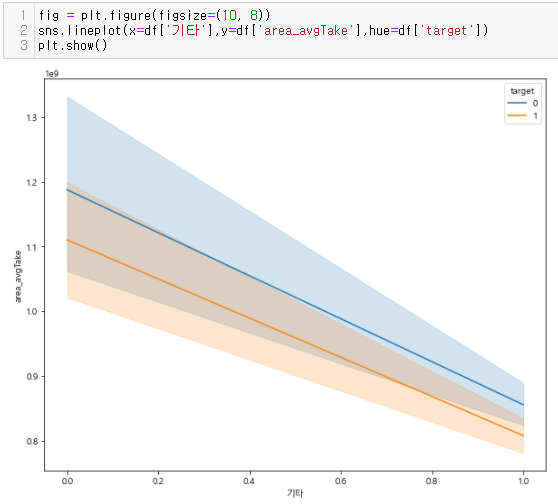 1 fig = plt.figure(figsize=(10, 8))
2 sns.lineplot(x=df['기타'],y=df['area_avgTake'],hue=df['target'])
3 plt.show()
1e9
target
0
1
1.3
1.2
1.1
1.0
0.9
0.8
area_avgTake
0.0 0.2 0.4 0.6 0.8 1.0
기타